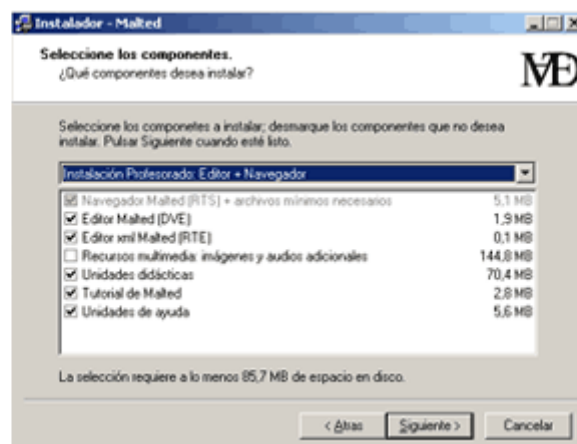 Instalador - Malted
Seleccione los componentes.
¿Qué componentes desea instalar?
Seleccione los componetes a instalar; desmarque los componentes que no desea
instalar. Pulsar Siguiente cuando esté listo.
Instalación Profesorado: Editor + Navegador
Navegador Malted (RTS) + archivos mínimos necesarios 5,1 MB
Editor Malted (DVE) 1,9 MB
Editor xml Malted (RTE) 0,1 MB
Recursos multimedia: imágenes y audios adicionales 144,8 MB
Unidades didácticas 70,4 MB
Tutorial de Malted 2,8 MB
Unidades de ayuda 5,6 MB
La selección requiere a lo menos 85,7 MB de espacio en disco.
< Atras Siguiente > Cancelar